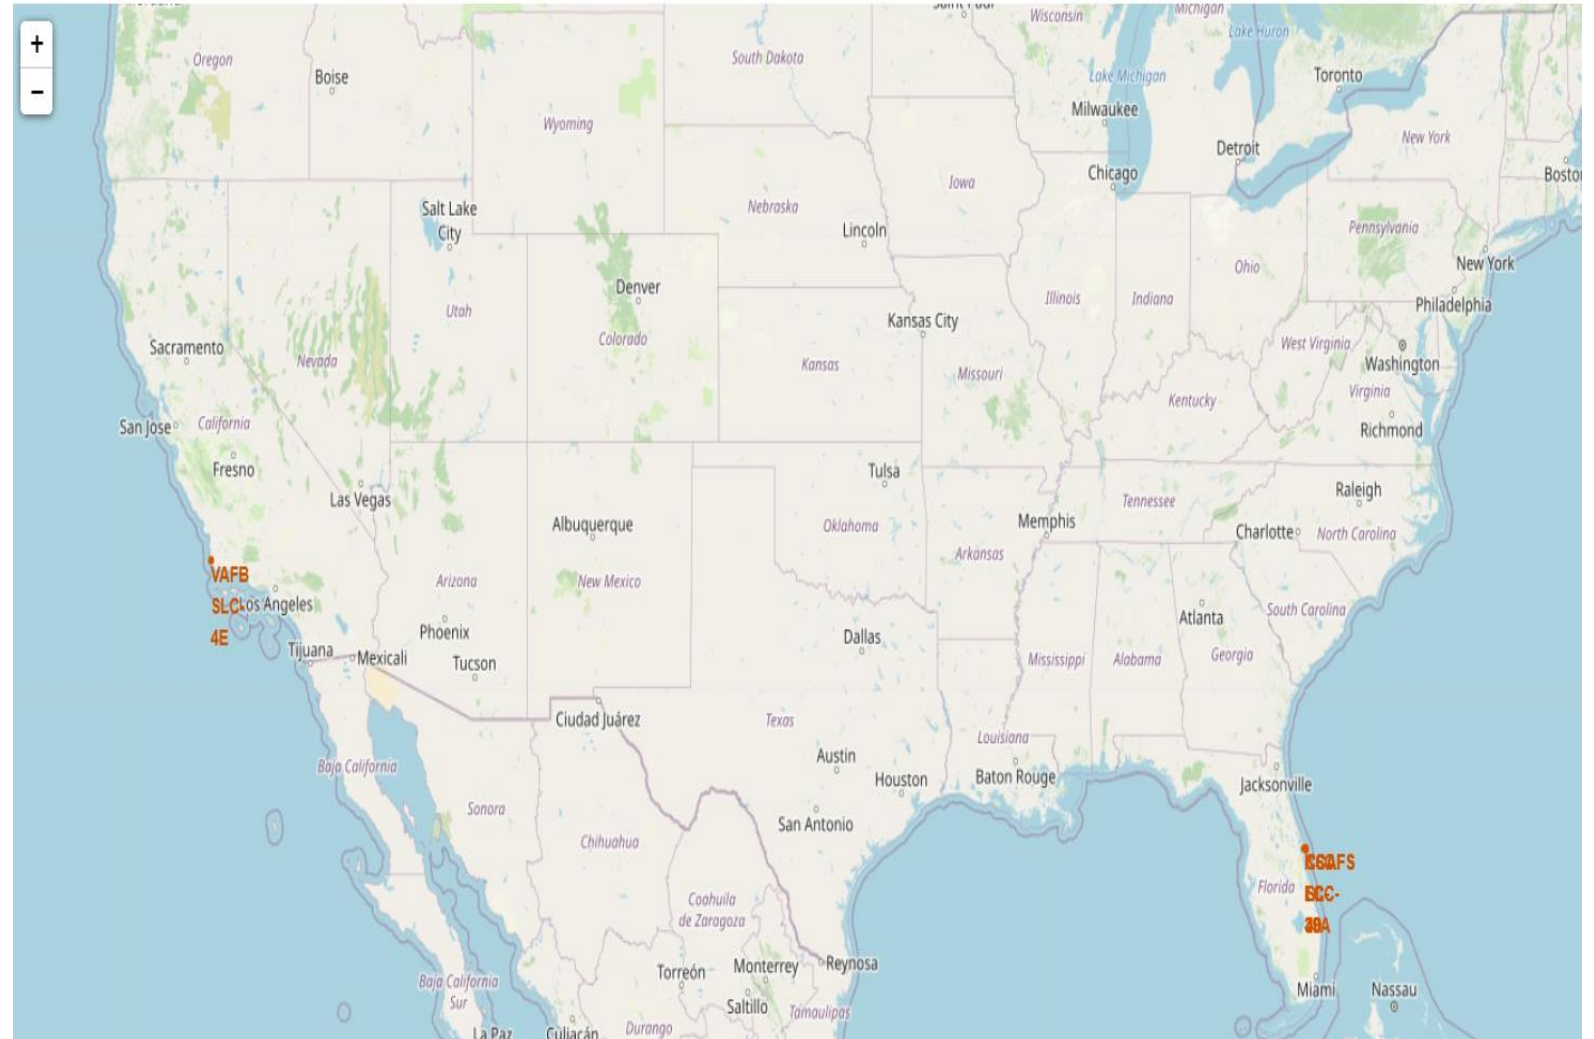 +
−
Oregon
Boise
South Dakota
Wisconsin
Michigan
Lake Huron
Toronto
Lake Michigan
Milwaukee
Wyoming
New York
Detroit
Chicago
Iowa
Salt Lake
City
Nebraska
Lincoln
Pennsylvania
Ohio
New York
Denver
Utah
Illinois
Indiana
Philadelphia
Kansas City
Colorado
Sacramento
Nevada
Kansas
Missouri
West Virginia
Washington
Virginia
Kentucky
San Jose
California
Richmond
Fresno
Tulsa
Las Vegas
Raleigh
Tennessee
Albuquerque
Oklahoma
Memphis
Charlotte
North Carolina
Arkansas
VAFB
SLC-
4E
Los Angeles
Arizona
New Mexico
Atlanta
South Carolina
Phoenix
Dallas
Tijuana
Mexicali
Tucson
Mississippi
Alabama
Georgia
Ciudad Juárez
Texas
Louisiana
Austin
Baja California
Houston
Baton Rouge
Jacksonville
Sonora
San Antonio
Chihuahua
Florida
Coahuila
de Zaragoza
Torreón
Monterrey
Reynosa
Baja California
Sur
Saltillo
Tamaulipas
Miami
Nassau
La Paz
Culiacán
Durango